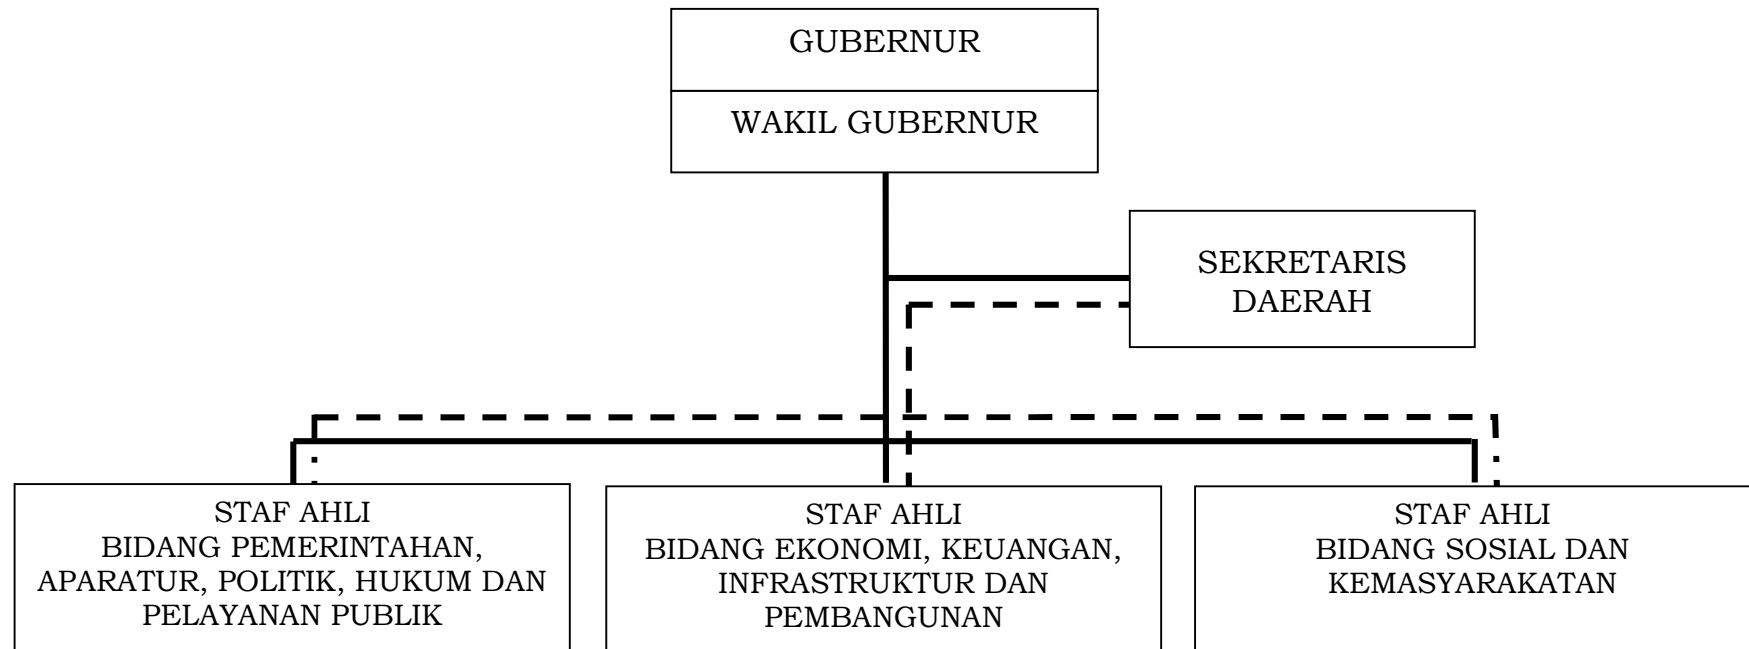 GUBERNUR
WAKIL GUBERNUR
SEKRETARIS
DAERAH
STAF AHLI
BIDANG PEMERINTAHAN,
APARATUR, POLITIK, HUKUM DAN
PELAYANAN PUBLIK
STAF AHLI
BIDANG EKONOMI, KEUANGAN,
INFRASTRUKTUR DAN
PEMBANGUNAN
STAF AHLI
BIDANG SOSIAL DAN
KEMASYARAKATAN